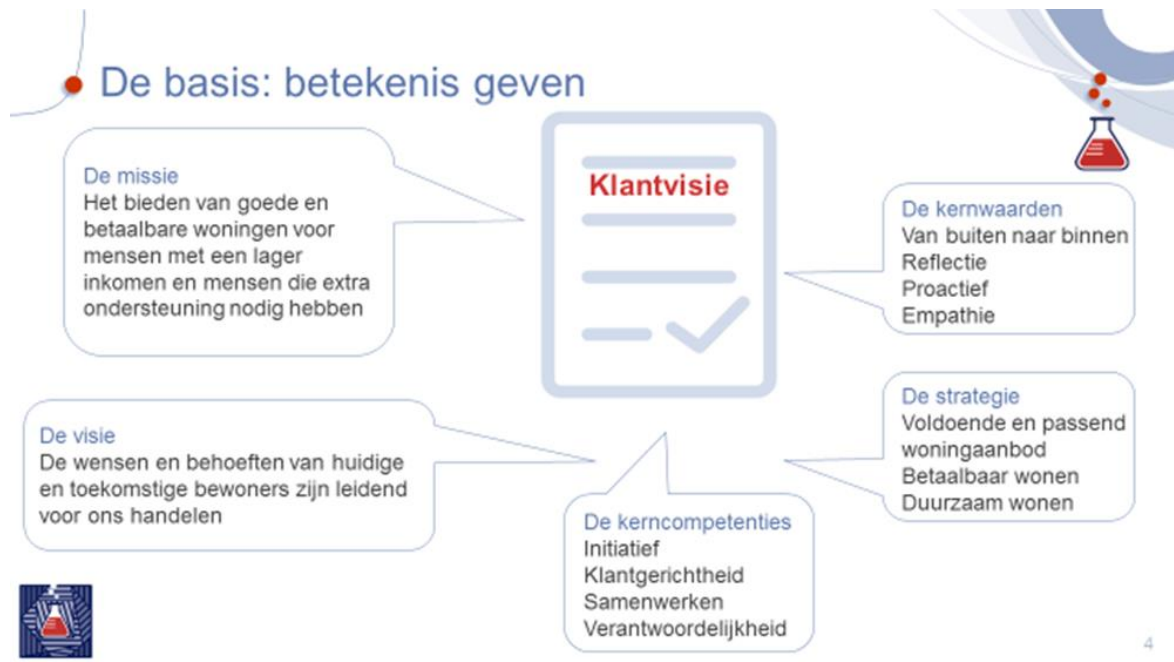 De basis: betekenis geven
De missie
Het bieden van goede en
betaalbare woningen voor
mensen met een lager
inkomen en mensen die extra
ondersteuning nodig hebben
Klantvisie
De kernwaarden
Van buiten naar binnen
Reflectie
Proactief
Empathie
De visie
De wensen en behoeften van huidige
en toekomstige bewoners zijn leidend
voor ons handelen
De kerncompetenties
Initiatief
Klantgerichtheid
Samenwerken
Verantwoordelijkheid
De strategie
Voldoende en passend
woningaanbod
Betaalbaar wonen
Duurzaam wonen
4